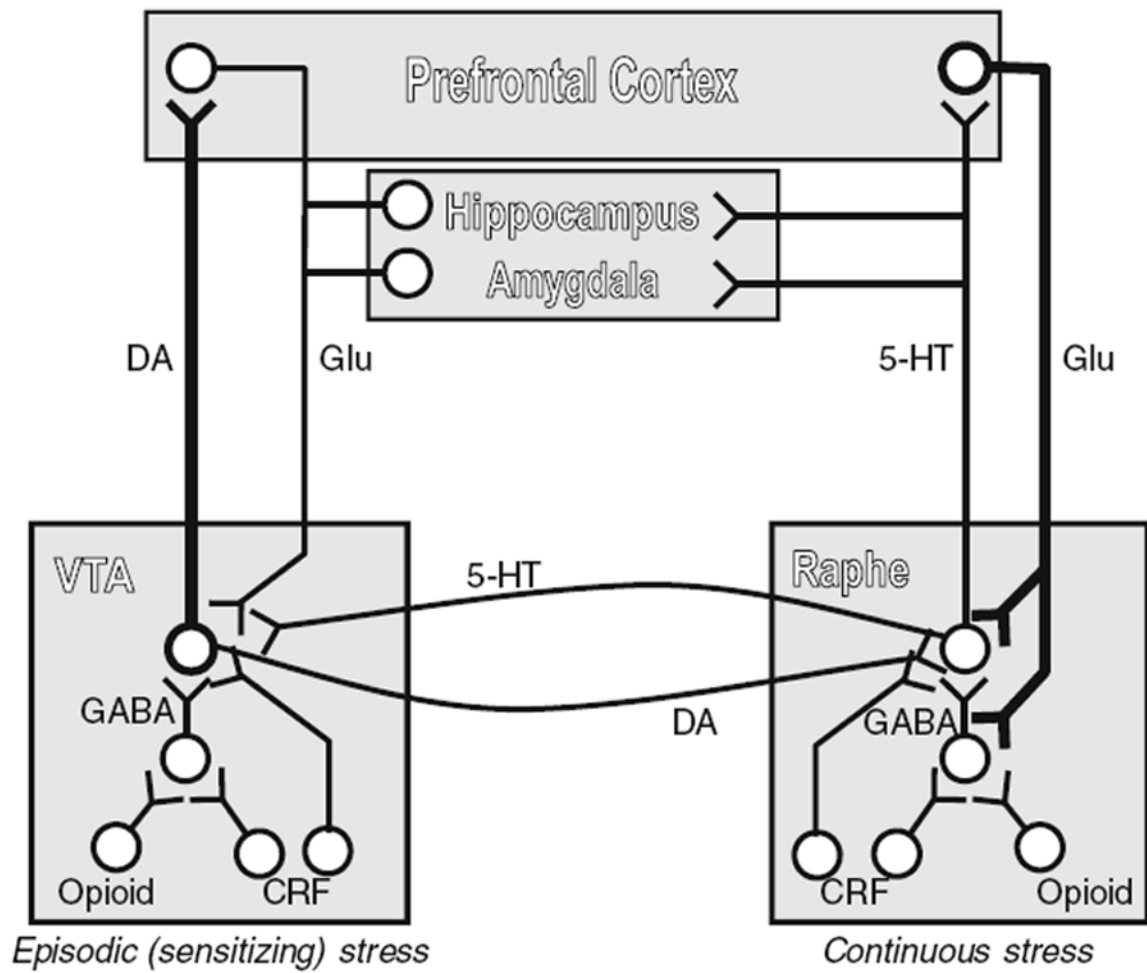 Prefrontal Cortex
Hippocampus
Amygdala
DA
Glu
5-HT
Glu
VTA
5-HT
Raphe
GABA
DA
GABA
Opioid
CRF
CRF
Opioid
Episodic (sensitizing) stress
Continuous stress